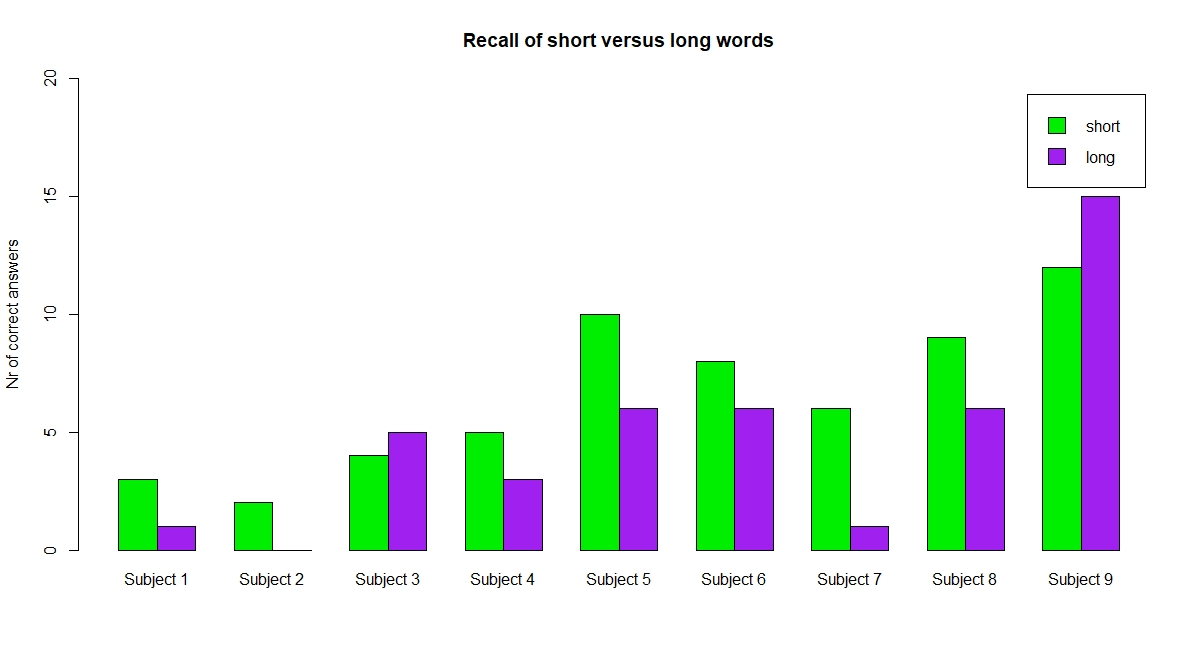 Recall of short versus long words
Nr of correct answers
20
15
10
5
0
short
long
Subject 1
Subject 2
Subject 3
Subject 4
Subject 5
Subject 6
Subject 7
Subject 8
Subject 9